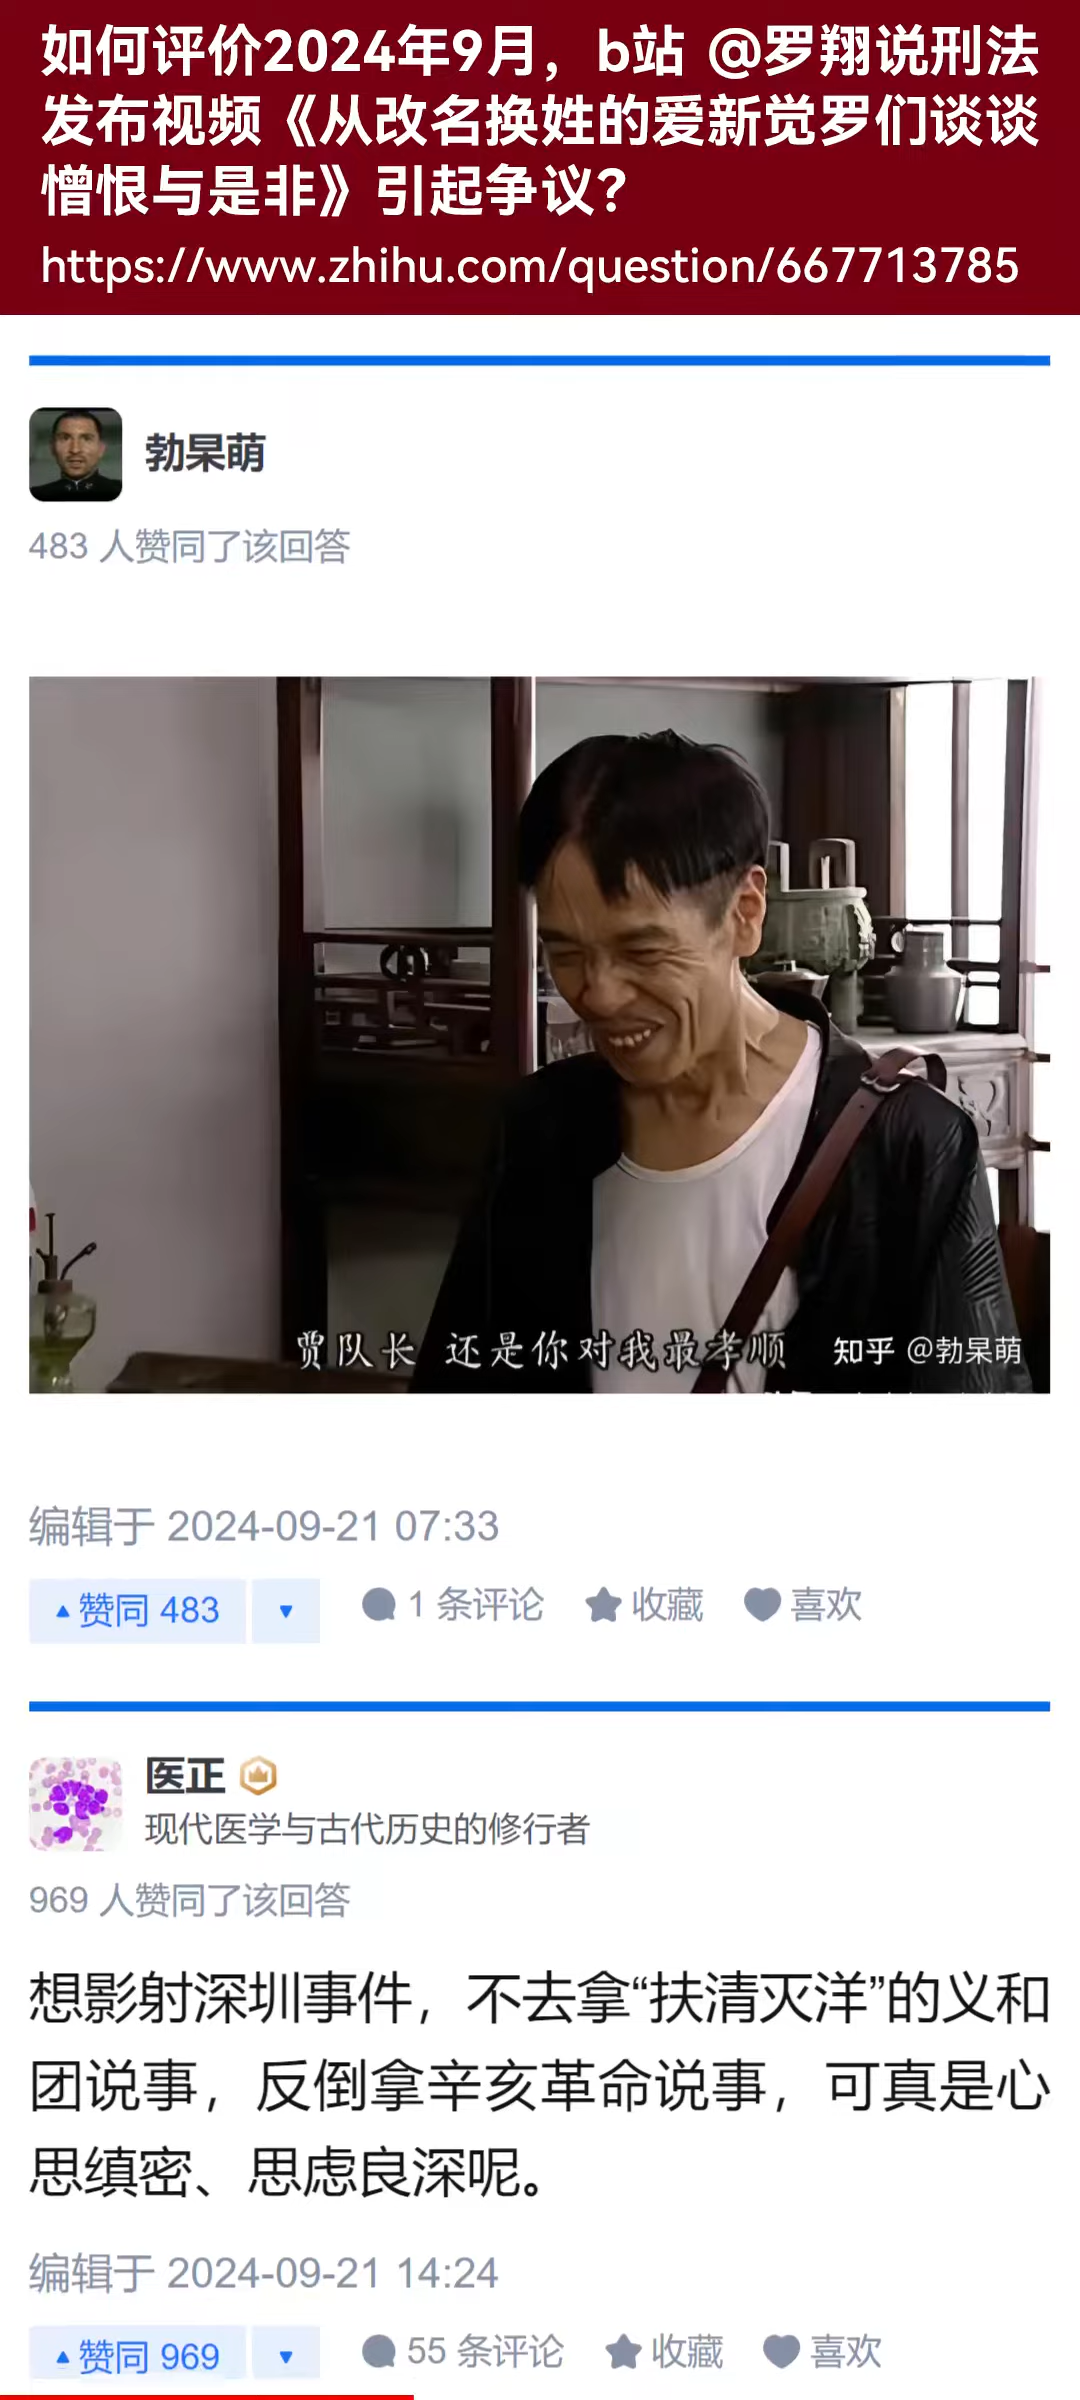 如何评价2024年9月，b站 @罗翔说刑法
发布视频《从改名换姓的爱新觉罗们谈谈
憎恨与是非》引起争议？
https://www.zhihu.com/question/667713785
勃杲萌
483 人赞同了该回答
贾队长 还是你对我最孝顺
知乎 @勃杲萌
编辑于 2024-09-21 07:33
赞同 483
1 条评论
收藏
喜欢
医正
现代医学与古代历史的修行者
969 人赞同了该回答
想影射深圳事件，不去拿“扶清灭洋”的义和
团说事，反倒拿辛亥革命说事，可真是心
思缜密、思虑良深呢。
编辑于 2024-09-21 14:24
赞同 969
55 条评论
收藏
喜欢